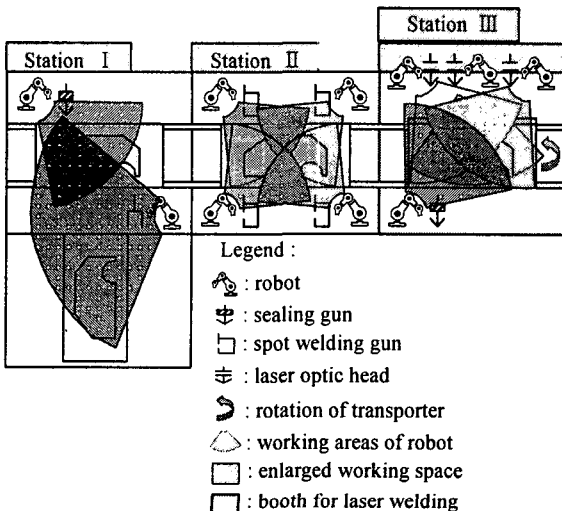 Station I
Station II
Station III
Legend :
: robot
: sealing gun
: spot welding gun
: laser optic head
: rotation of transporter
: working areas of robot
: enlarged working space
: booth for laser welding